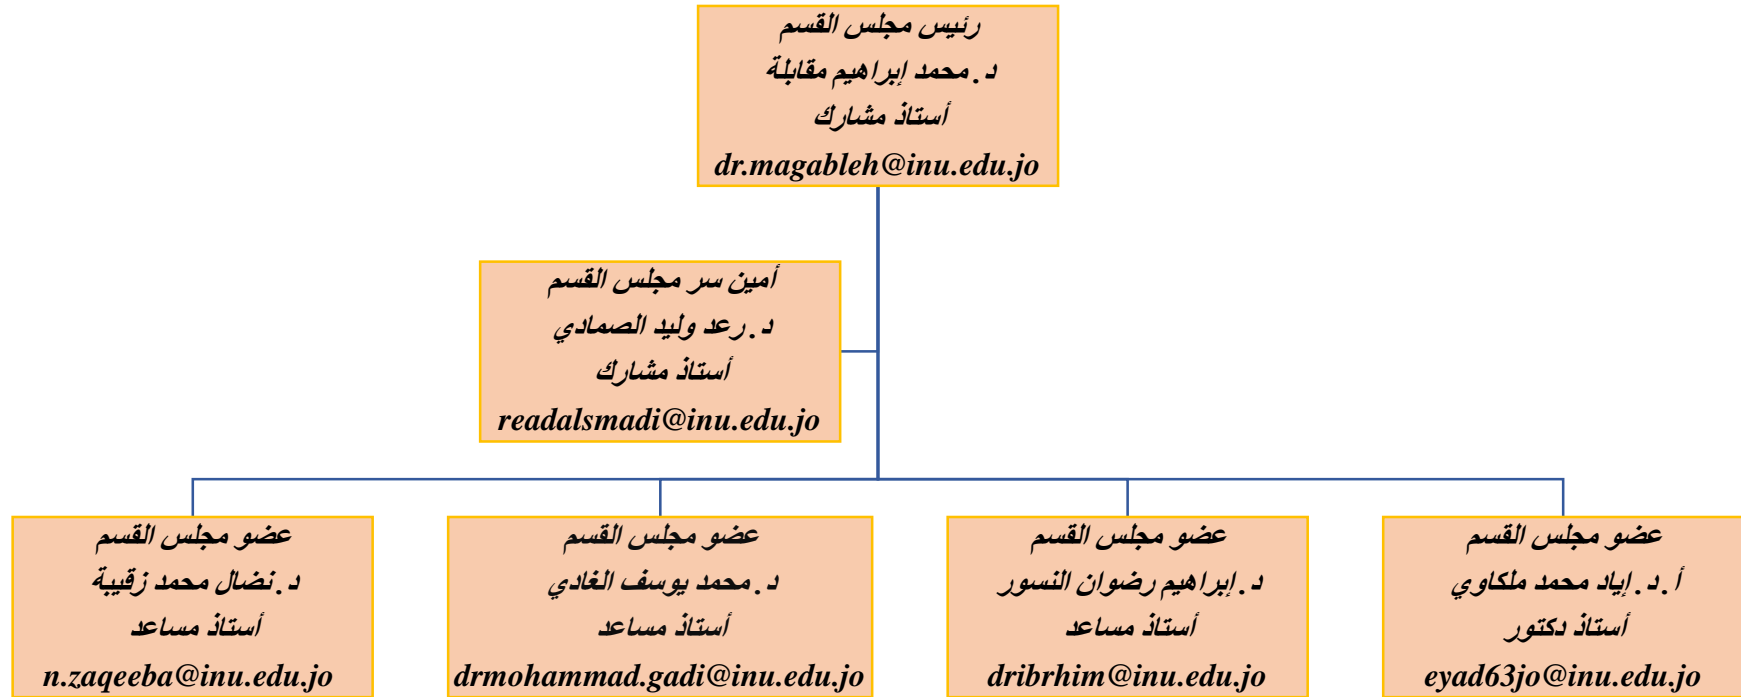 رئيس مجلس القسم
د. محمد إبراهيم مقابلة
أستاذ مشارك
dr.magableh@inu.edu.jo
أمين سر مجلس القسم
د. رعد وليد الصمادي
أستاذ مشارك
readalsmadi@inu.edu.jo
عضو مجلس القسم
أ.د. إياد محمد ملكاوي
أستاذ دكتور
eyad63jo@inu.edu.jo
عضو مجلس القسم
د. إبراهيم رضوان النسور
أستاذ مساعد
dribrhim@inu.edu.jo
عضو مجلس القسم
د. محمد يوسف الغادي
أستاذ مساعد
drmohammad.gadi@inu.edu.jo
عضو مجلس القسم
د. نضال محمد زقيبة
أستاذ مساعد
n.zaqeeba@inu.edu.jo